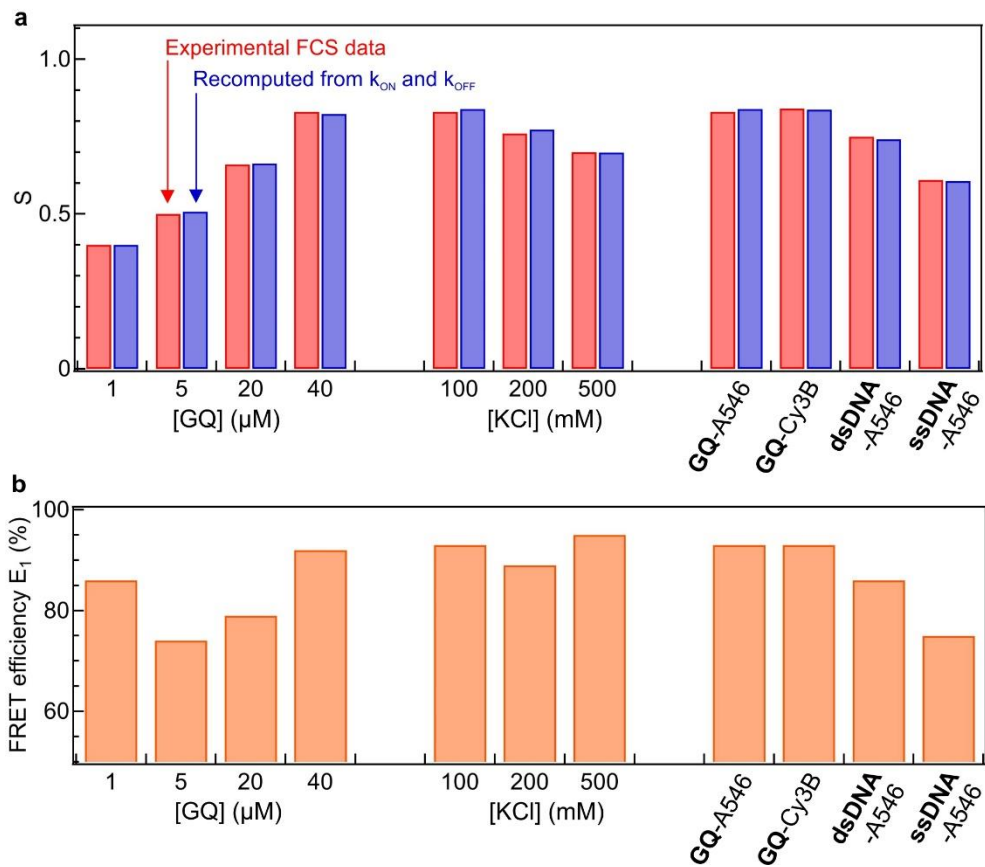 a
Experimental FCS data
Recomputed from kON and kOFF
1.0
0.5
0
S
1 5 20 40
[GQ] (μM)
100 200 500
[KCl] (mM)
GQ-A546
GQ-Cy3B
dsDNA
-A546
ssDNA
-A546
b
100
80
60
FRET efficiency E1 (%)
1 5 20 40
[GQ] (μM)
100 200 500
[KCl] (mM)
GQ-A546
GQ-Cy3B
dsDNA
-A546
ssDNA
-A546